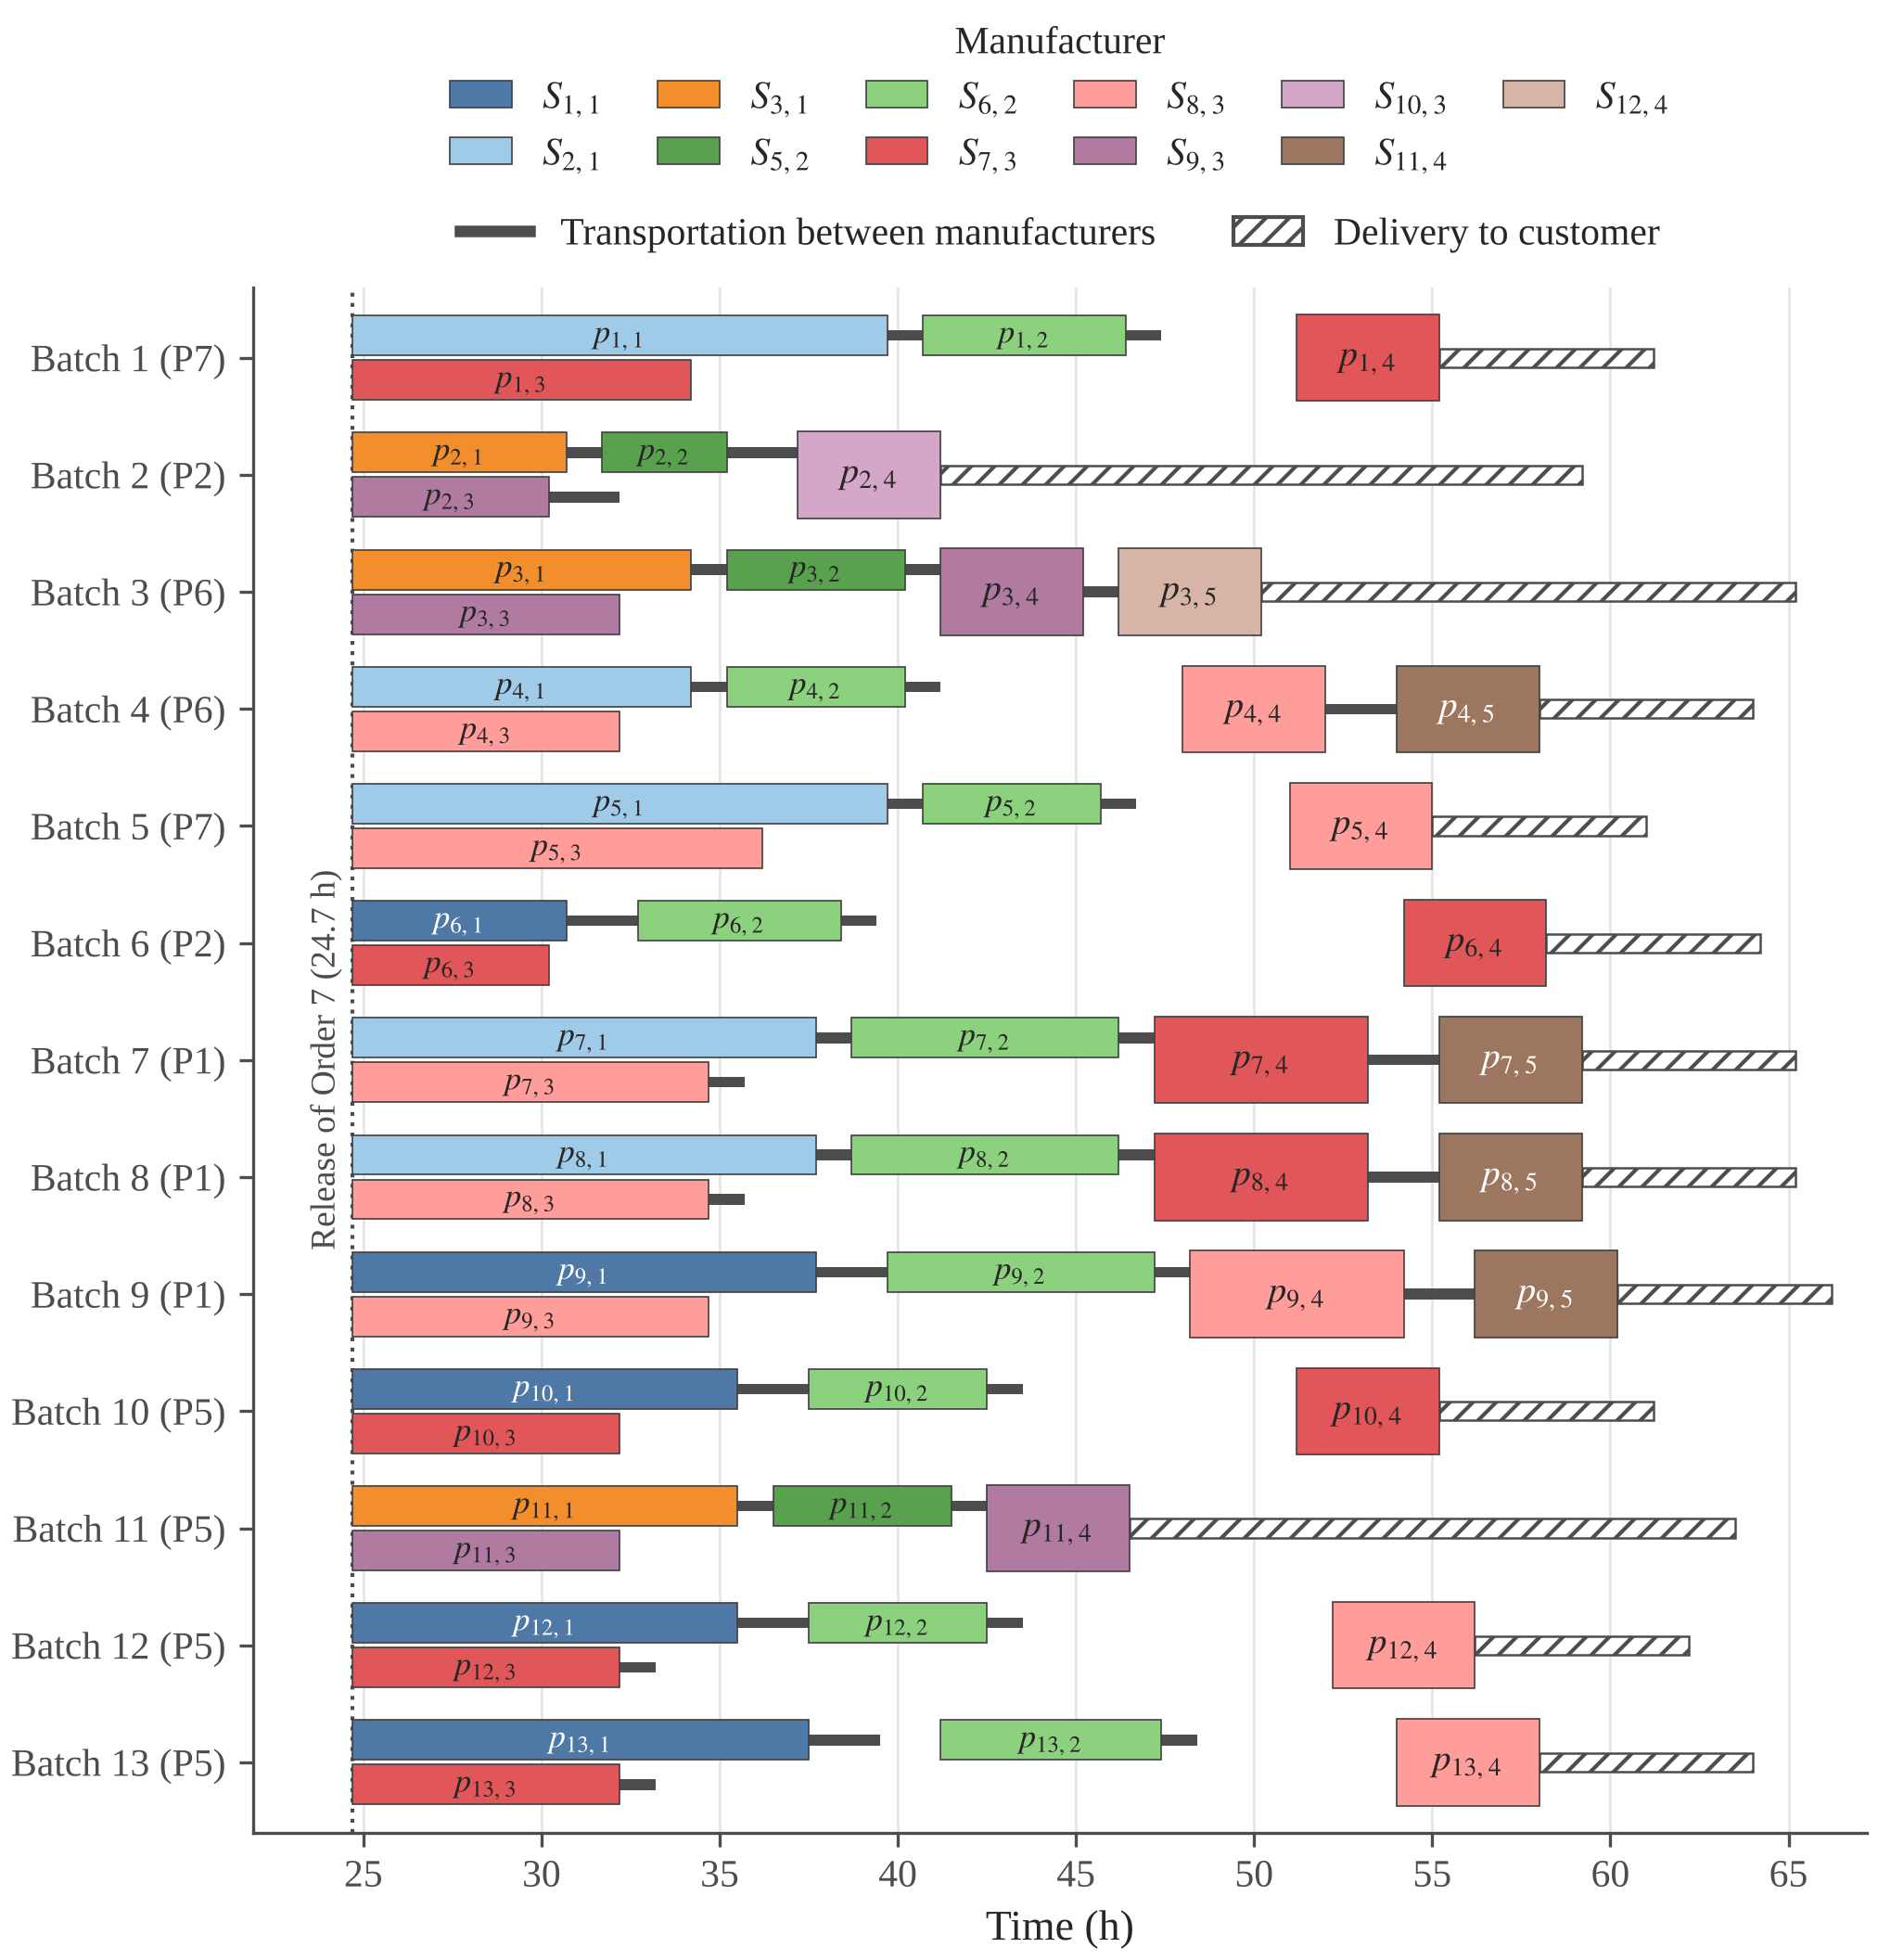 Manufacturer
S1,1 S3,1 S6,2 S8,3 S10,3 S12,4
S2,1 S5,2 S7,3 S9,3 S11,4
Transportation between manufacturers Delivery to customer
Batch 1 (P7) p1,1 p1,2 p1,3 p1,4
Batch 2 (P2) p2,1 p2,2 p2,3 p2,4
Batch 3 (P6) p3,1 p3,2 p3,3 p3,4 p3,5
Batch 4 (P6) p4,1 p4,2 p4,3 p4,4 p4,5
Batch 5 (P7) p5,1 p5,2 p5,3 p5,4
Batch 6 (P2) p6,1 p6,2 p6,3 p6,4
Batch 7 (P1) p7,1 p7,2 p7,3 p7,4 p7,5
Batch 8 (P1) p8,1 p8,2 p8,3 p8,4 p8,5
Batch 9 (P1) p9,1 p9,2 p9,3 p9,4 p9,5
Batch 10 (P5) p10,1 p10,2 p10,3 p10,4
Batch 11 (P5) p11,1 p11,2 p11,3 p11,4
Batch 12 (P5) p12,1 p12,2 p12,3 p12,4
Batch 13 (P5) p13,1 p13,2 p13,3 p13,4
Release of Order 7 (24.7 h)
25 30 35 40 45 50 55 60 65
Time (h)